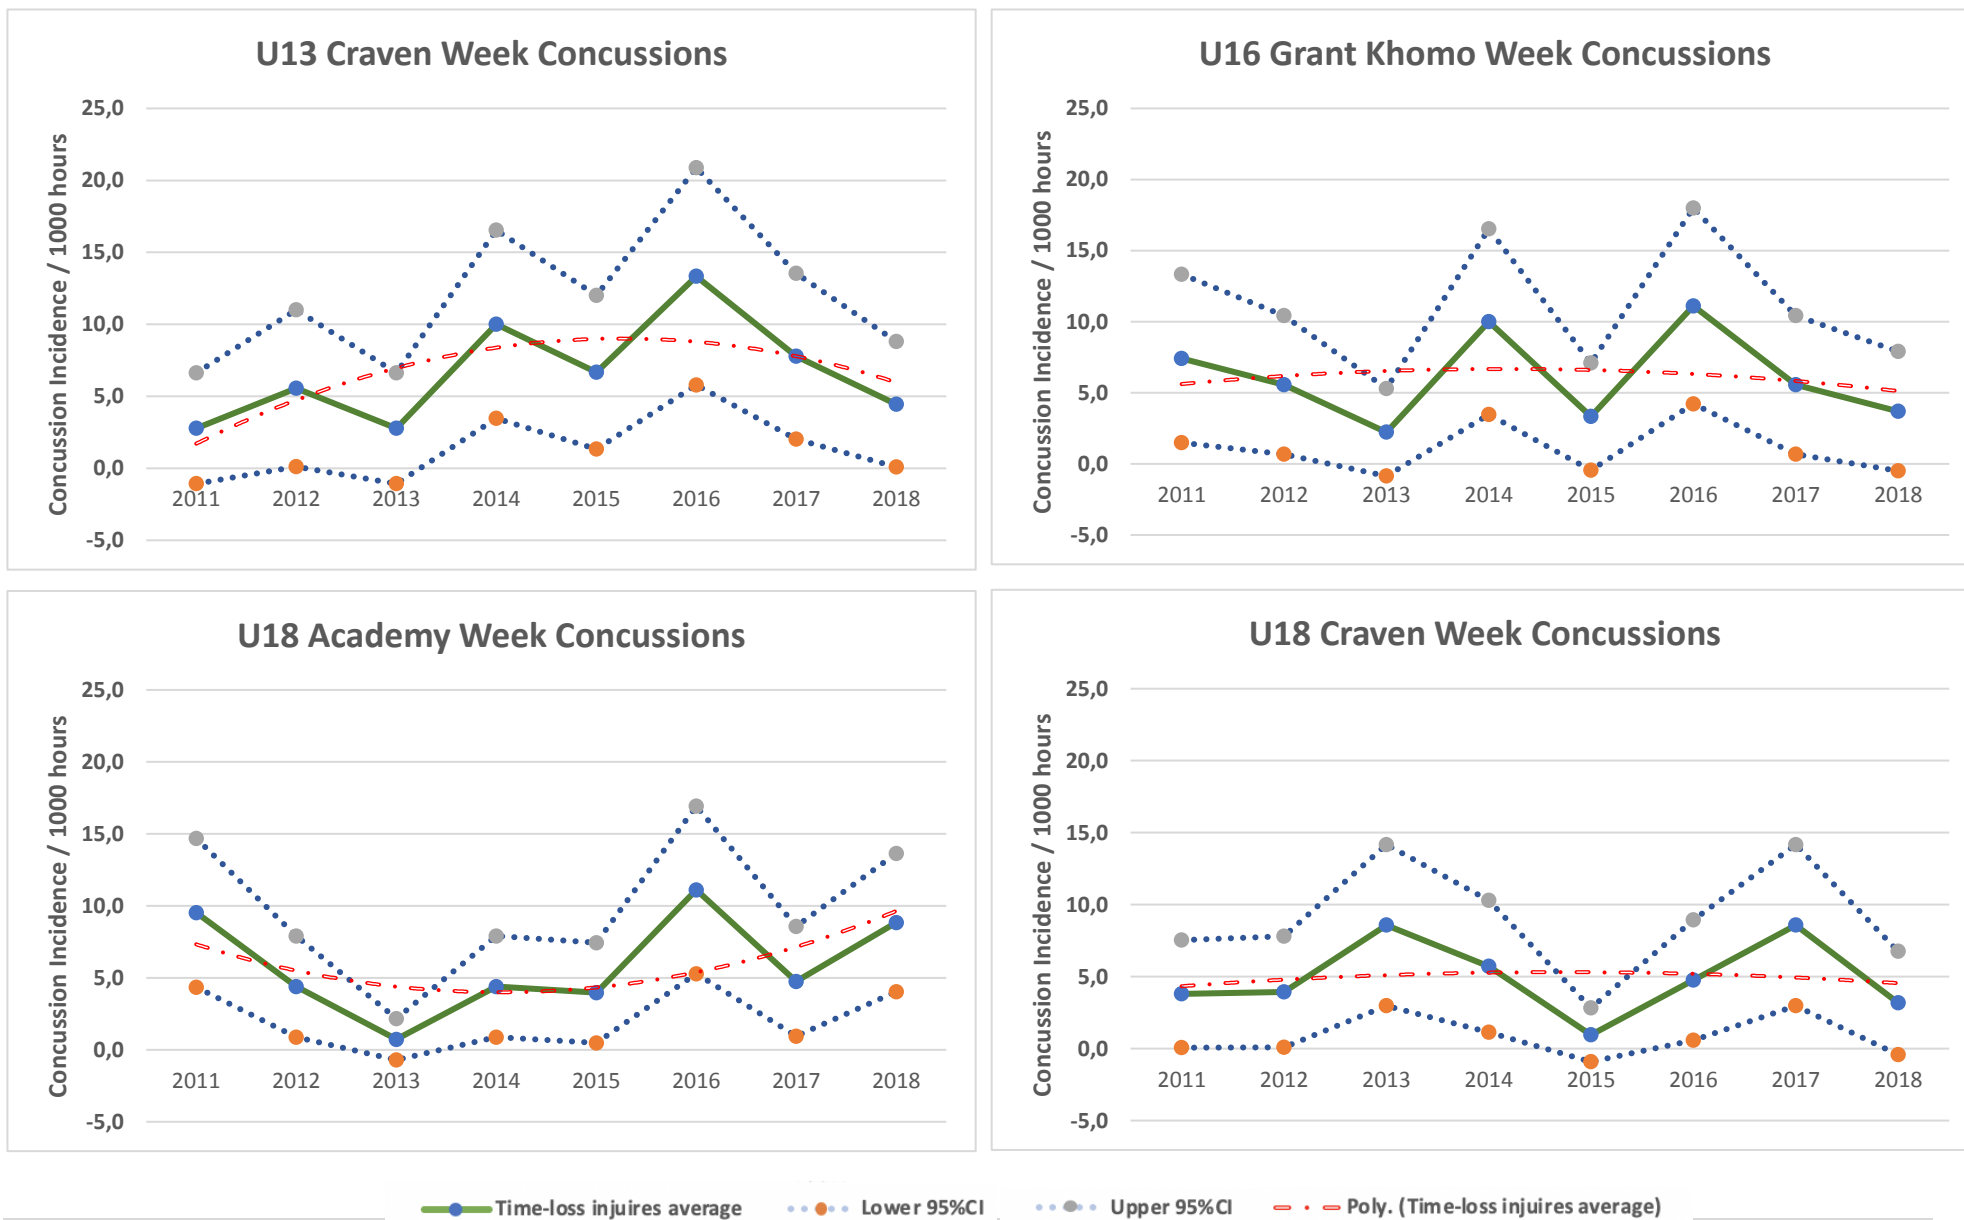 U13 Craven Week Concussions
Concussion Incidence / 1000 hours
25,0
20,0
15,0
10,0
5,0
0,0
-5,0
2011 2012 2013 2014 2015 2016 2017 2018
U16 Grant Khomo Week Concussions
Concussion Incidence / 1000 hours
25,0
20,0
15,0
10,0
5,0
0,0
-5,0
2011 2012 2013 2014 2015 2016 2017 2018
U18 Academy Week Concussions
Concussion Incidence / 1000 hours
25,0
20,0
15,0
10,0
5,0
0,0
-5,0
2011 2012 2013 2014 2015 2016 2017 2018
U18 Craven Week Concussions
Concussion Incidence / 1000 hours
25,0
20,0
15,0
10,0
5,0
0,0
-5,0
2011 2012 2013 2014 2015 2016 2017 2018
Time-loss injuires average Lower 95%CI Upper 95%CI Poly. (Time-loss injuires average)